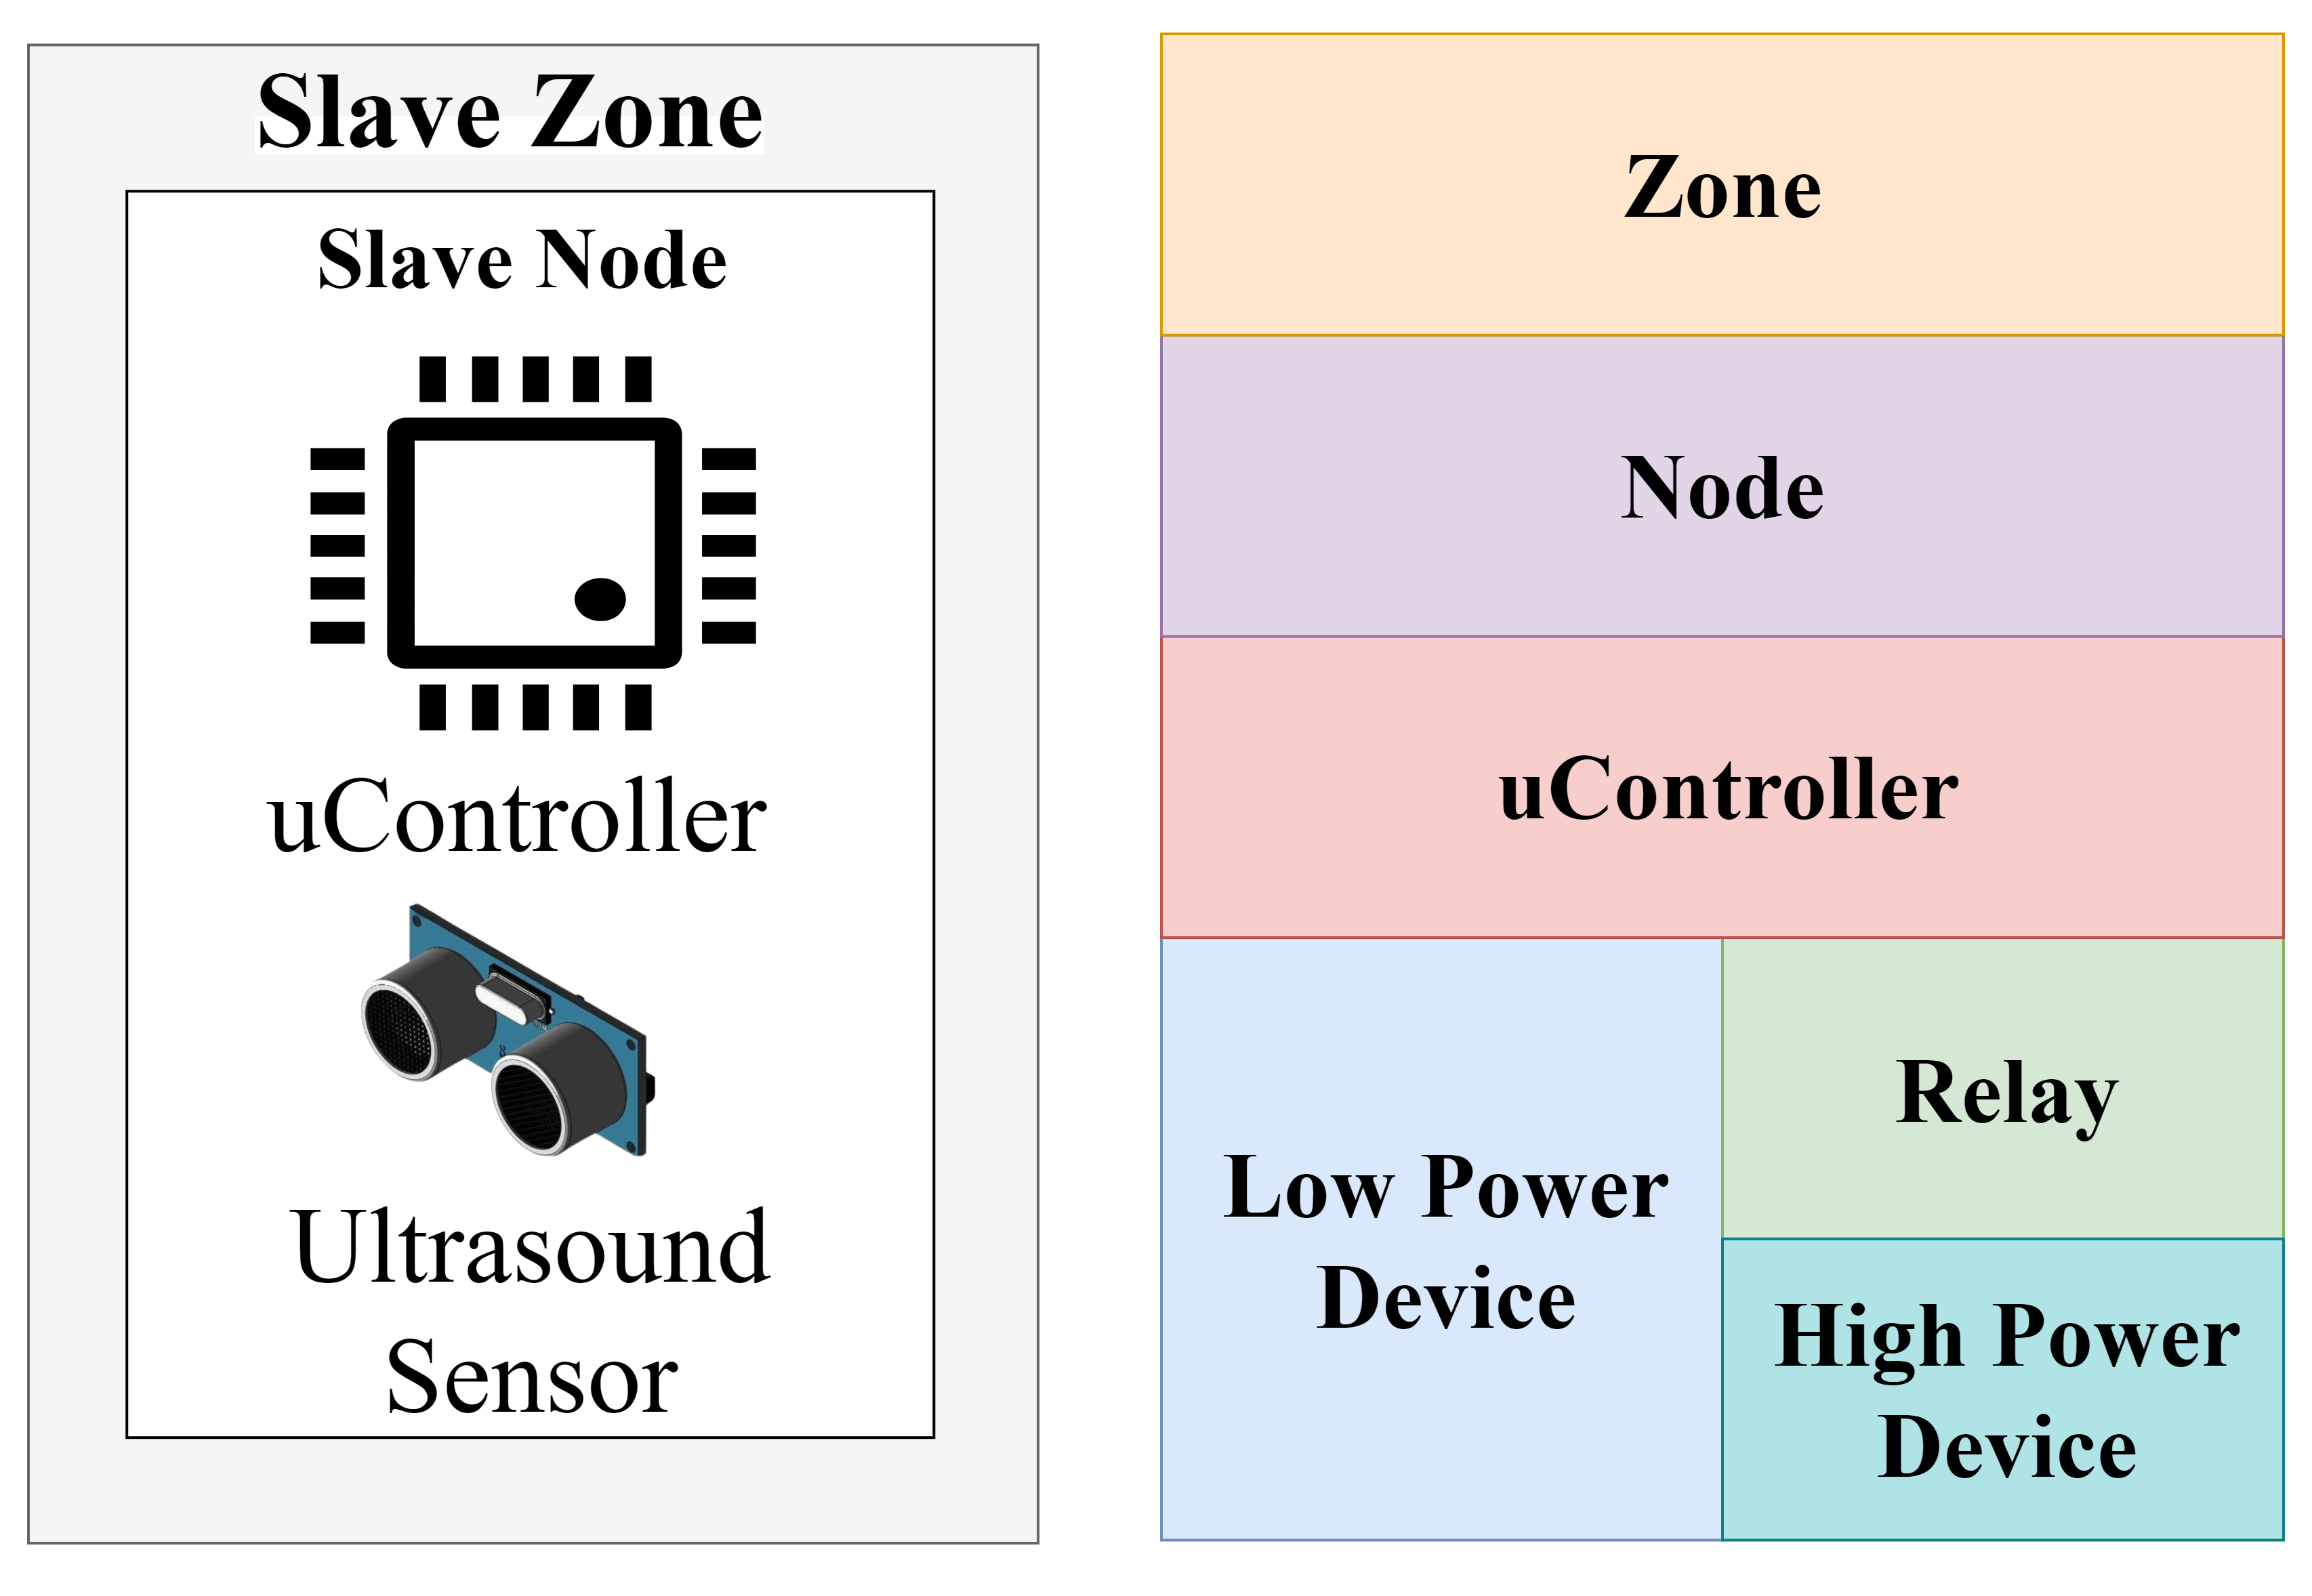 Slave Zone
Slave Node
uController
Ultrasound
Sensor
Zone
Node
uController
Low Power
Device
Relay
High Power
Device